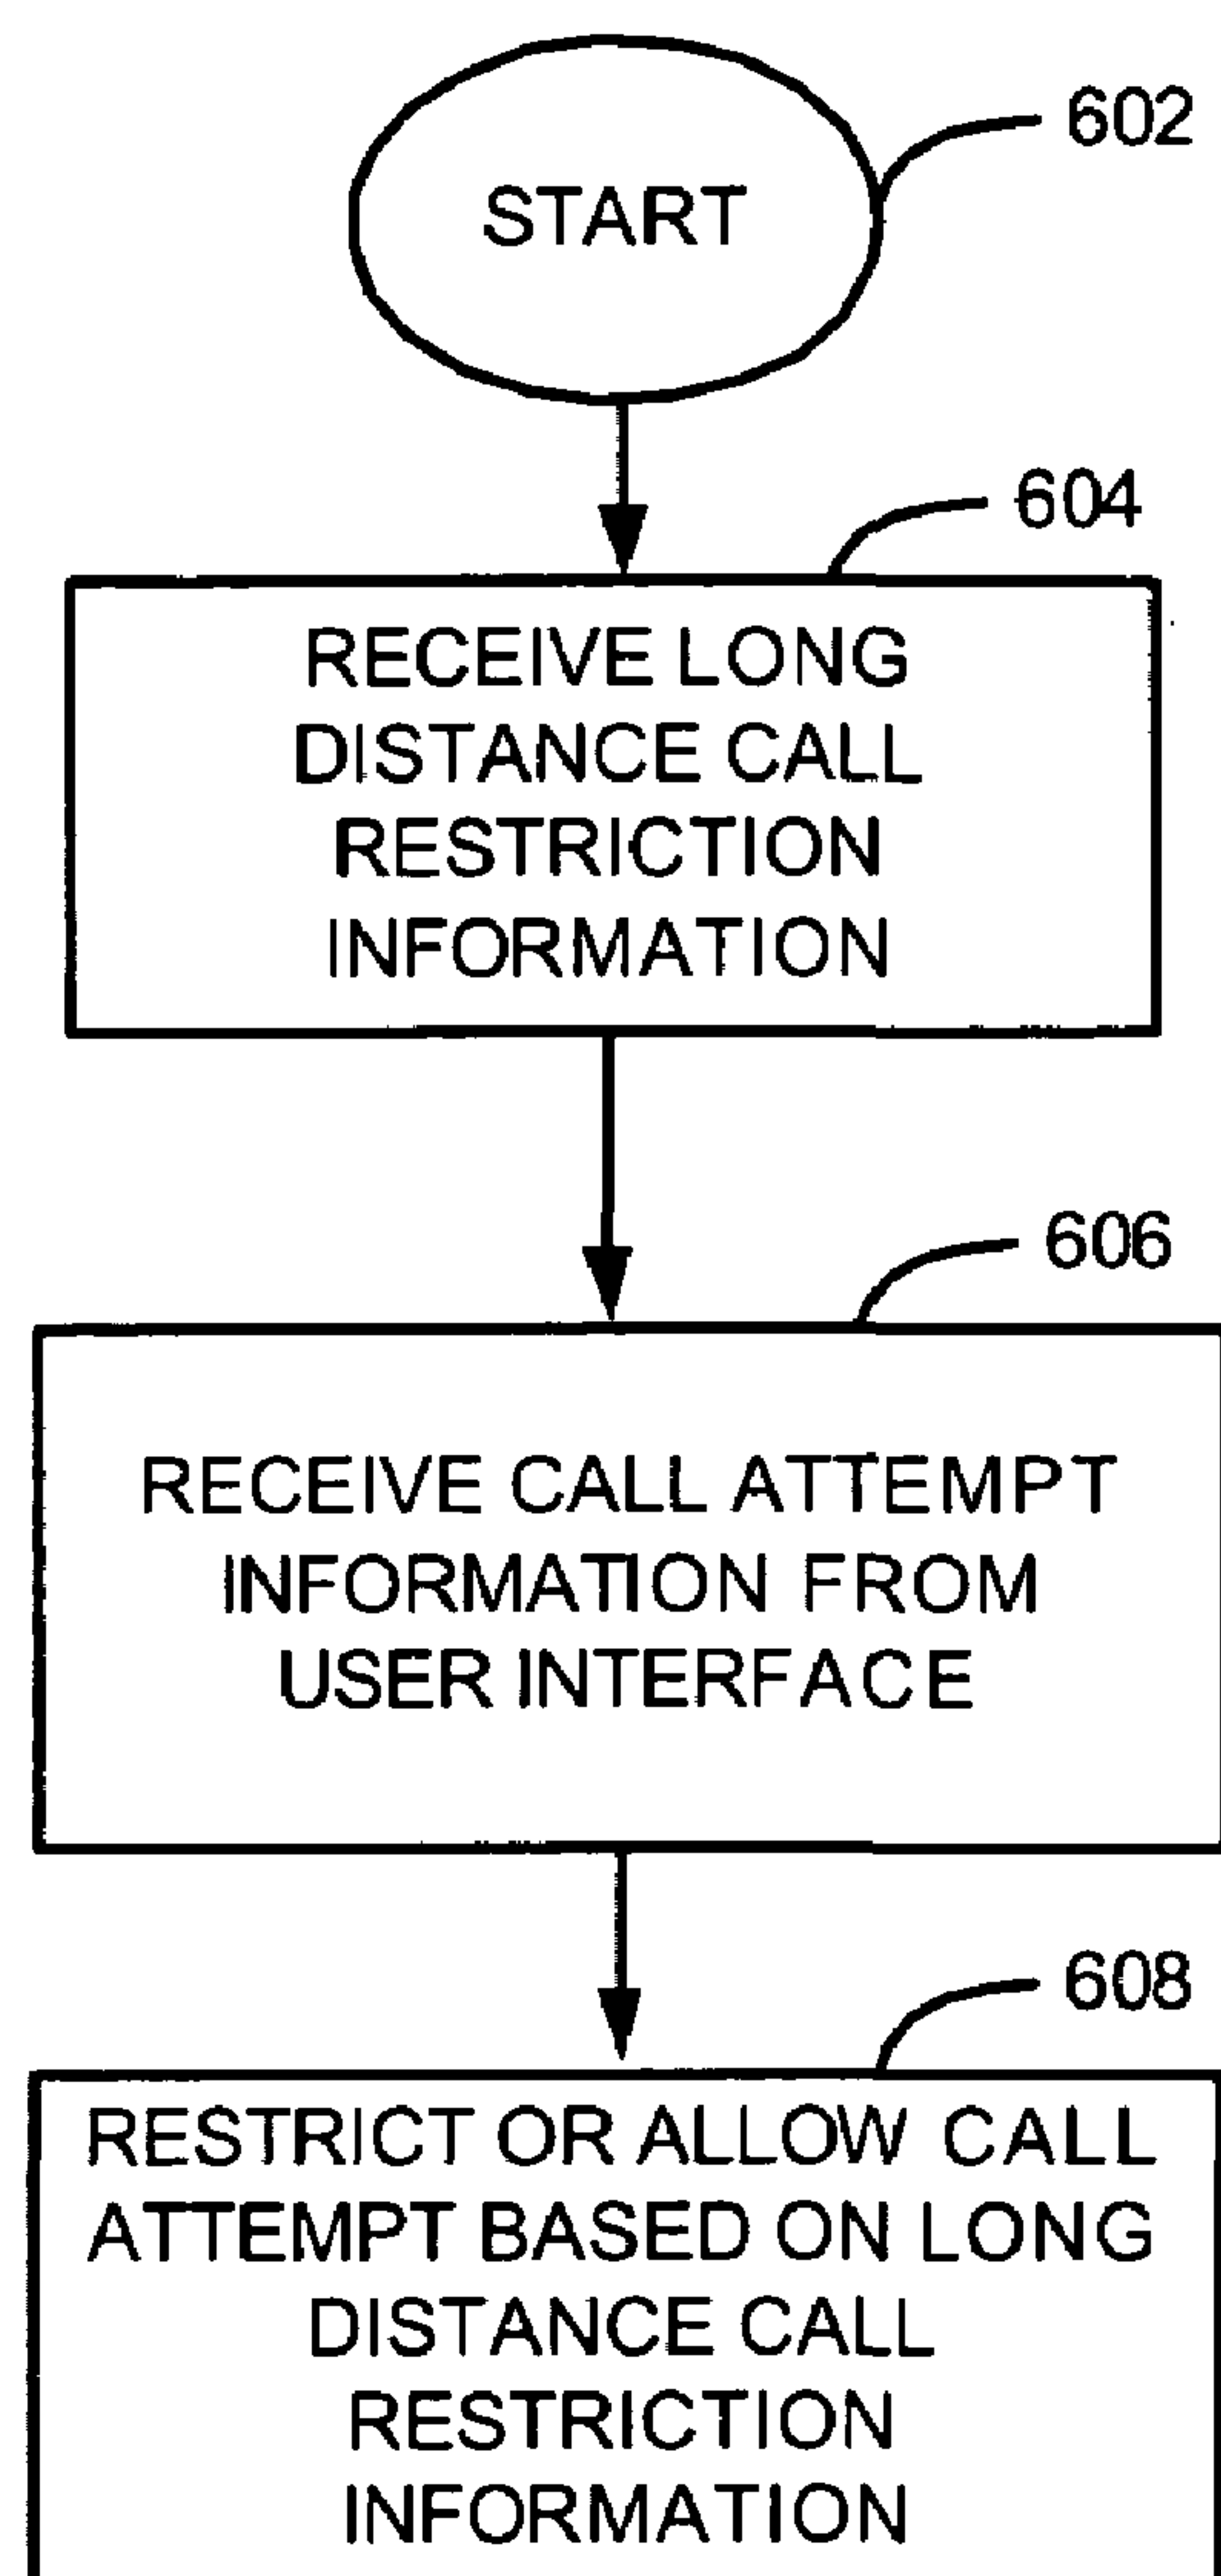 START
602
604
RECEIVE LONG
DISTANCE CALL
RESTRICTION
INFORMATION
606
RECEIVE CALL ATTEMPT
INFORMATION FROM
USER INTERFACE
608
RESTRICT OR ALLOW CALL
ATTEMPT BASED ON LONG
DISTANCE CALL
RESTRICTION
INFORMATION